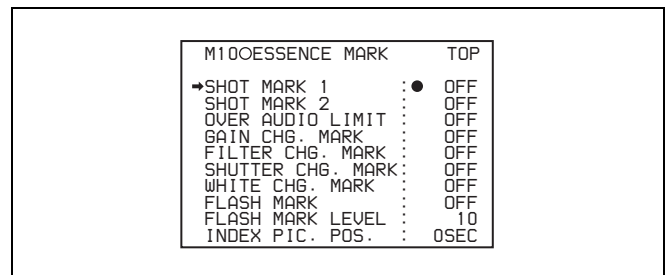 M10○ESSENCE MARK TOP
➡SHOT MARK 1 :● OFF
SHOT MARK 2 : OFF
OVER AUDIO LIMIT : OFF
GAIN CHG. MARK : OFF
FILTER CHG. MARK : OFF
SHUTTER CHG. MARK: OFF
WHITE CHG. MARK : OFF
FLASH MARK : OFF
FLASH MARK LEVEL : 10
INDEX PIC. POS. : 0SEC